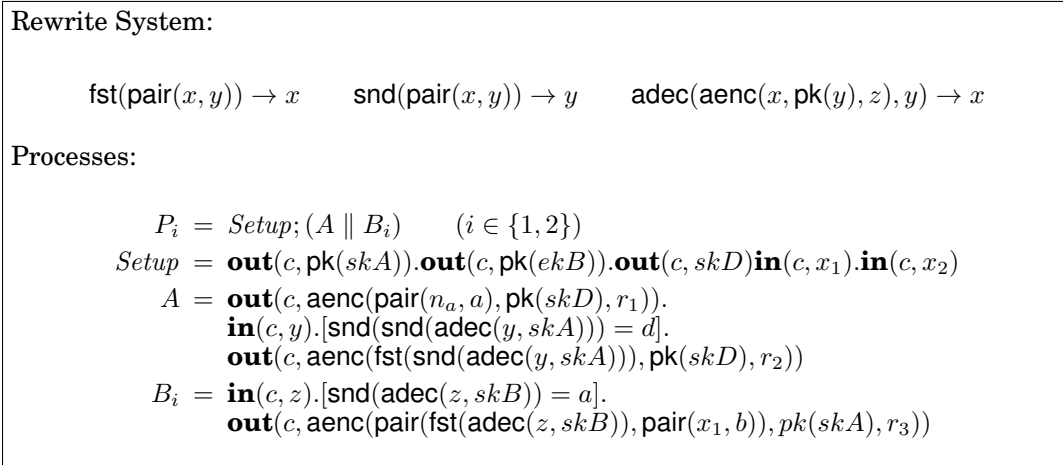 Rewrite System:
fst(pair(x, y)) → x    snd(pair(x, y)) → y    adec(aenc(x, pk(y), z), y) → x
Processes:
P_i = Setup; (A ∥ B_i)    (i ∈ {1, 2})
Setup = out(c, pk(skA)).out(c, pk(ekB)).out(c, skD)in(c, x_1).in(c, x_2)
A = out(c, aenc(pair(n_a, a), pk(skD), r_1)).
in(c, y).[snd(snd(adec(y, skA))) = d].
out(c, aenc(fst(snd(adec(y, skA))), pk(skD), r_2))
B_i = in(c, z).[snd(adec(z, skB)) = a].
out(c, aenc(pair(fst(adec(z, skB)), pair(x_1, b)), pk(skA), r_3))